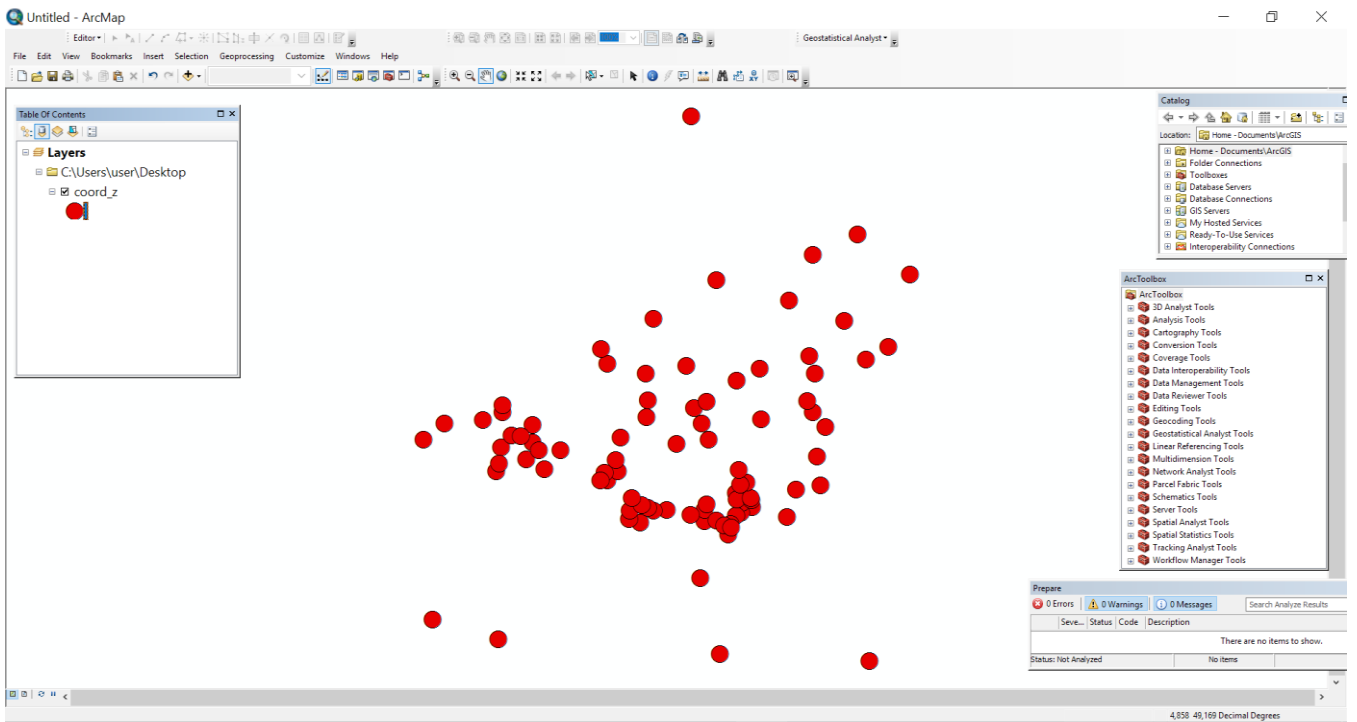 Untitled - ArcMap
Editor
Geostatistical Analyst
File Edit View Bookmarks Insert Selection Geoprocessing Customize Windows Help
Table Of Contents
Layers
C:\Users\user\Desktop
coord_z
Catalog
Location: Home - Documents\ArcGIS
Home - Documents\ArcGIS
Folder Connections
Toolboxes
Database Servers
Database Connections
GIS Servers
My Hosted Services
Ready-To-Use Services
Interoperability Connections
ArcToolbox
ArcToolbox
3D Analyst Tools
Analysis Tools
Cartography Tools
Conversion Tools
Coverage Tools
Data Interoperability Tools
Data Management Tools
Data Reviewer Tools
Editing Tools
Geocoding Tools
Geostatistical Analyst Tools
Linear Referencing Tools
Multidimension Tools
Network Analyst Tools
Parcel Fabric Tools
Schematics Tools
Server Tools
Spatial Analyst Tools
Spatial Statistics Tools
Tracking Analyst Tools
Workflow Manager Tools
Prepare
0 Errors 0 Warnings 0 Messages Search Analyze Results
Seve... Status Code Description
There are no items to show.
Status: Not Analyzed No items
4,858 49,169 Decimal Degrees